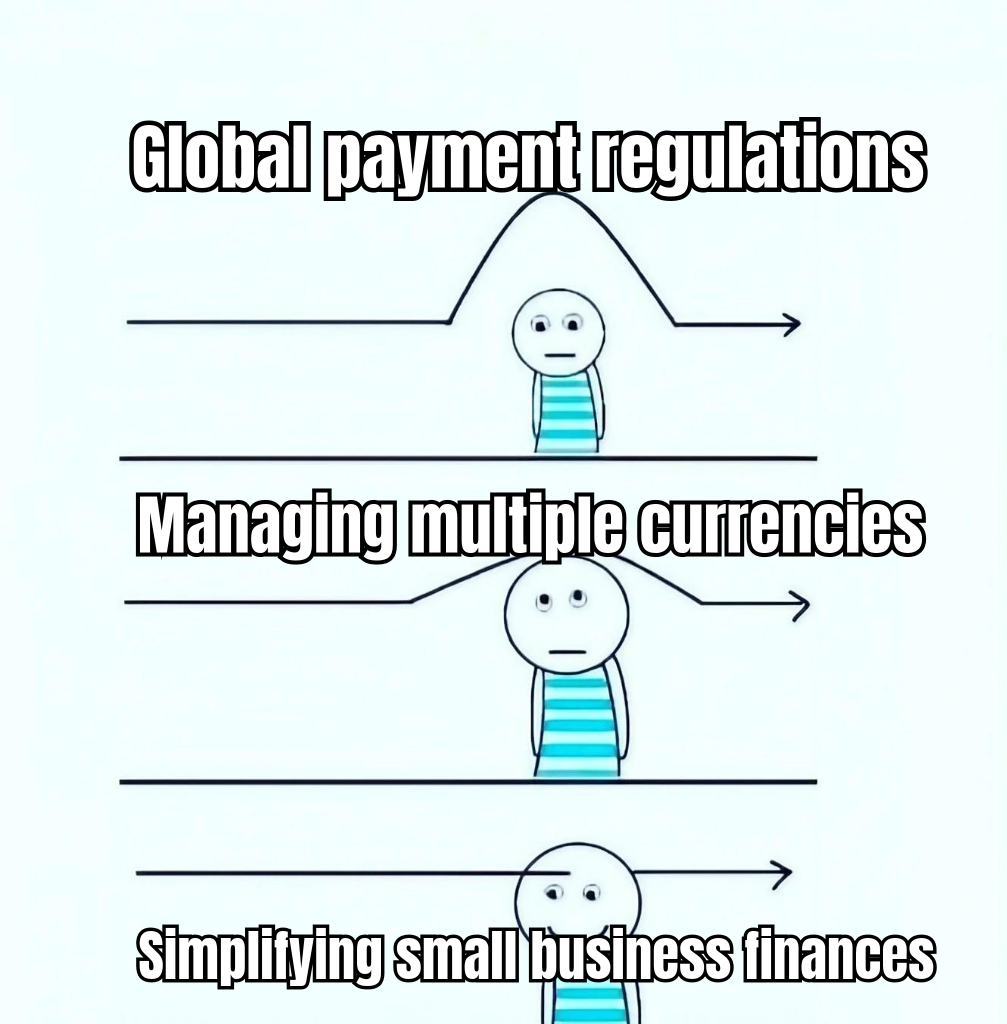 Global payment regulations
Managing multiple currencies
Simplifying small business finances